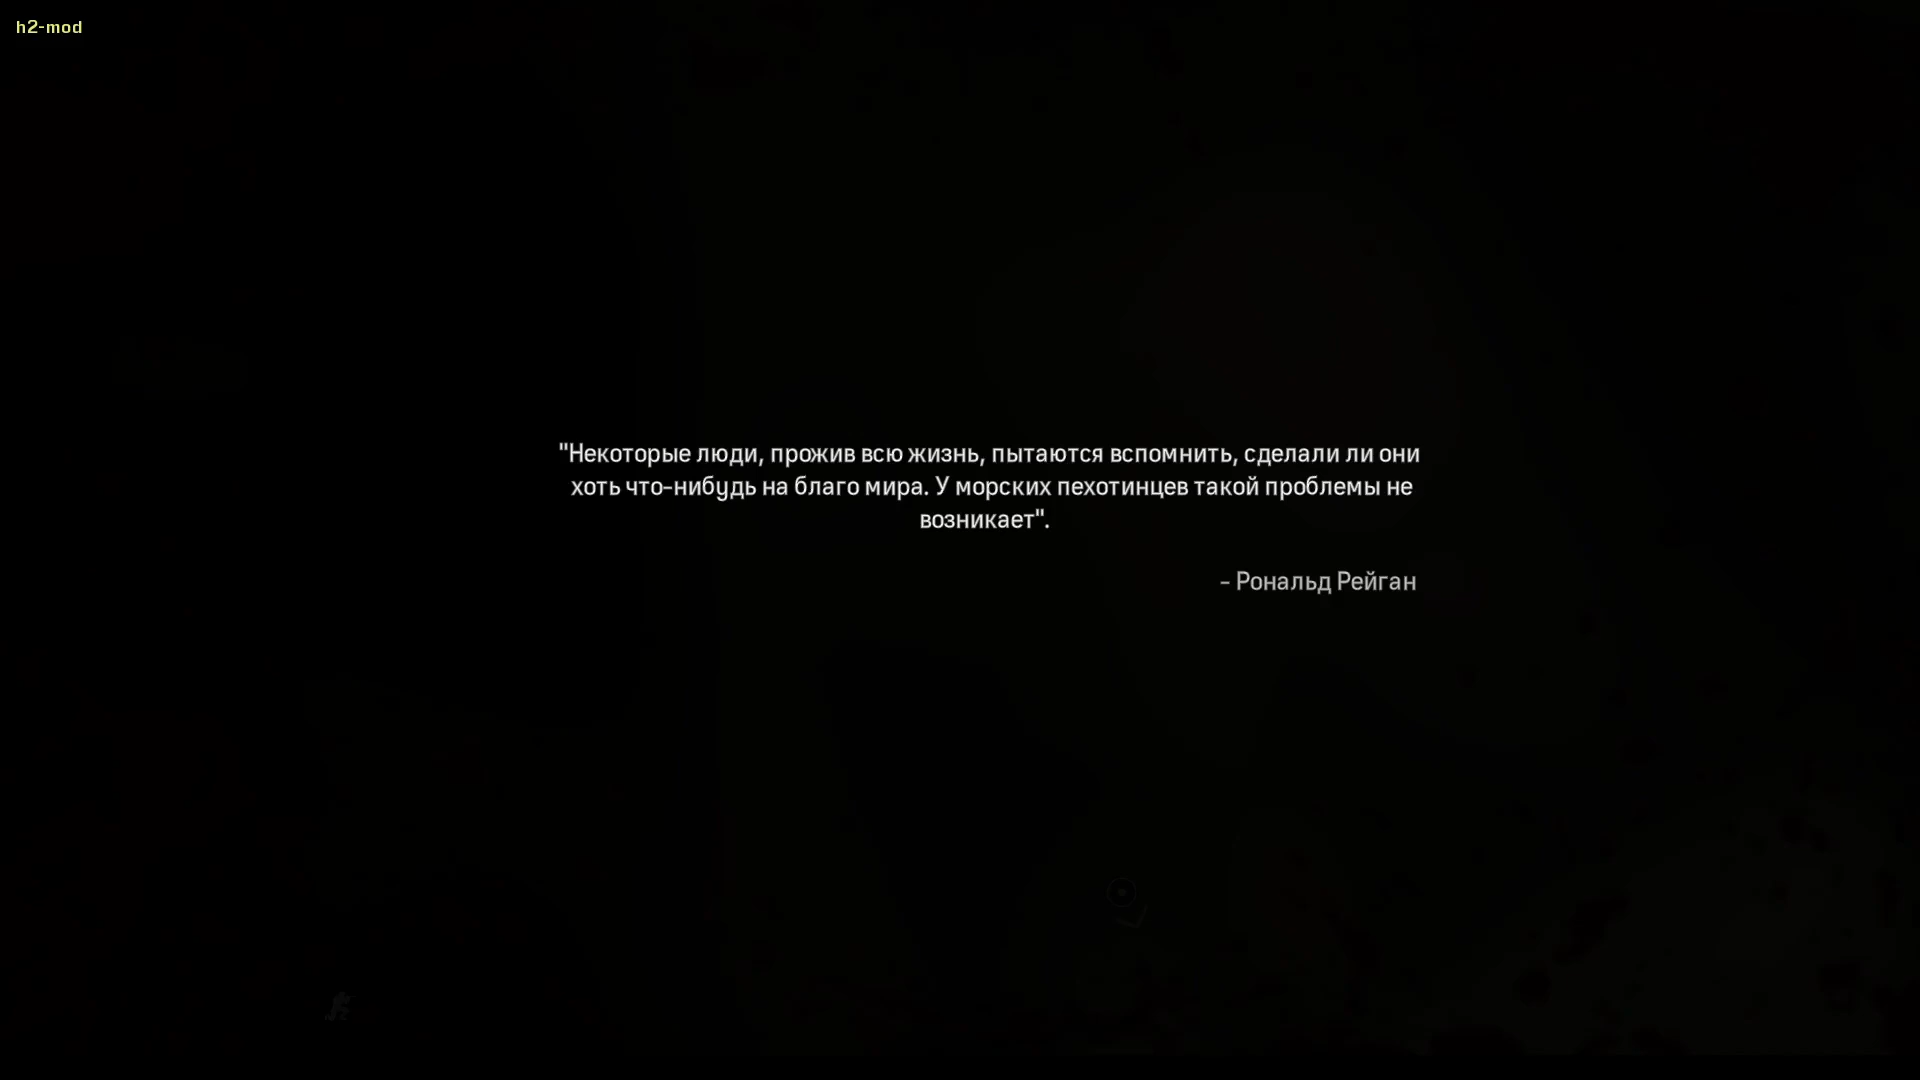 h2-mod
"Некоторые люди, прожив всю жизнь, пытаются вспомнить, сделали ли они
хоть что-нибудь на благо мира. У морских пехотинцев такой проблемы не
возникает".
- Рональд Рейган